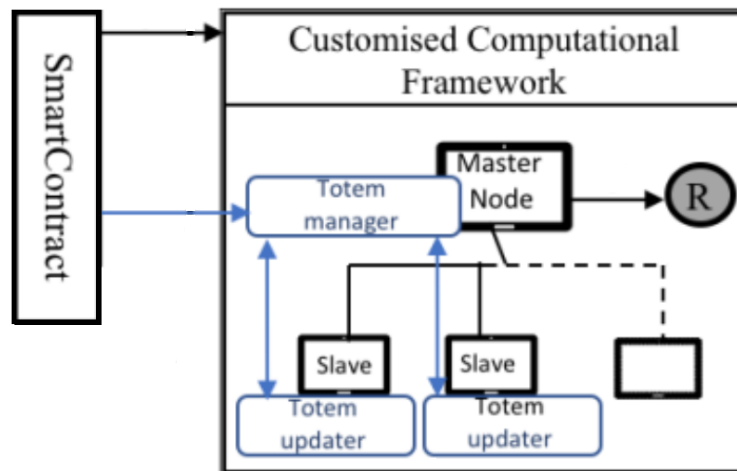 SmartContract
Customised Computational
Framework
Master
Node
Totem
manager
R
Slave
Slave
Totem
updater
Totem
updater